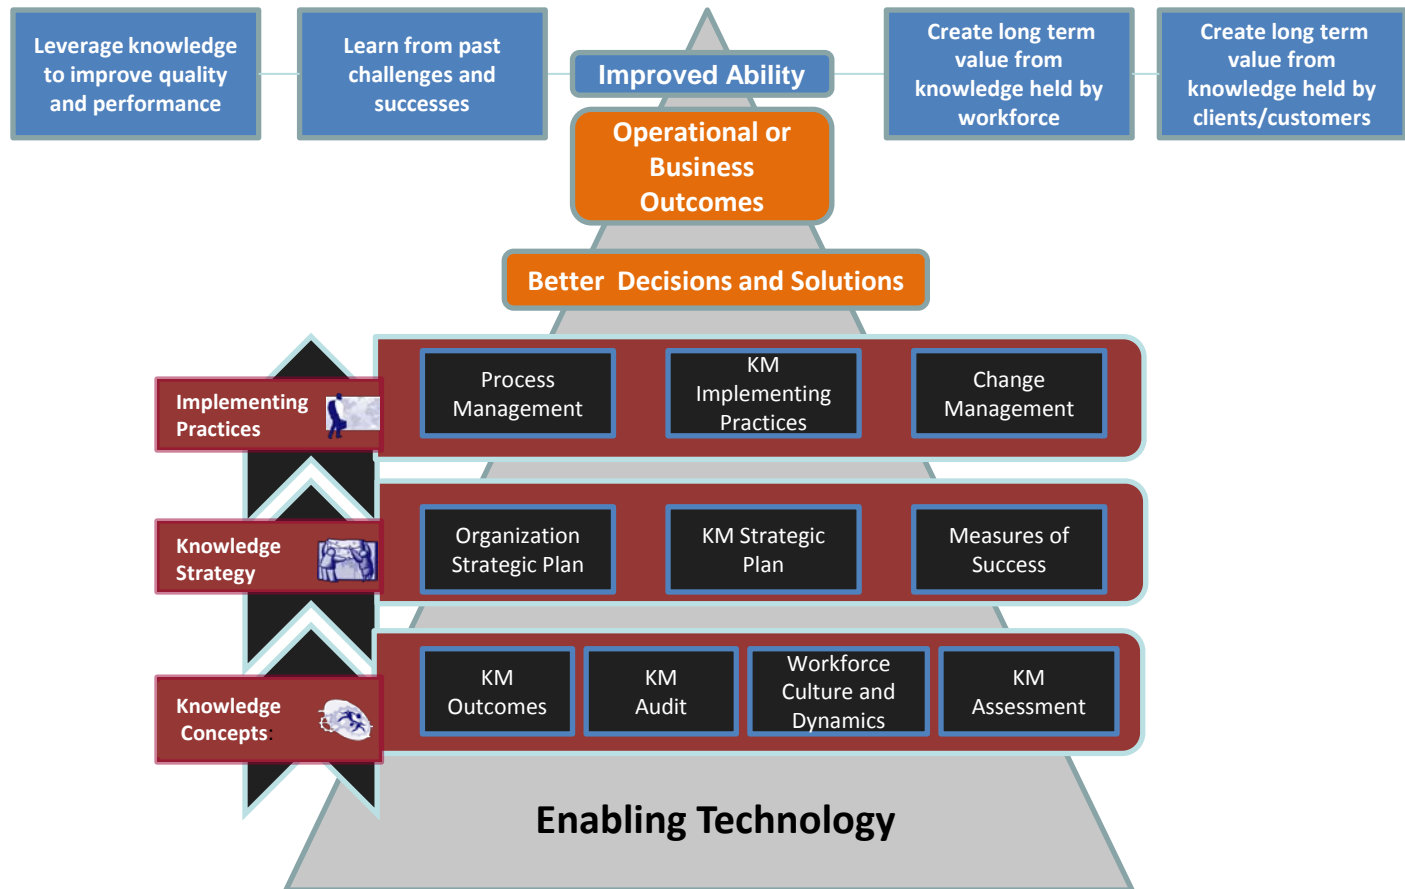 Leverage knowledge
to improve quality
and performance
Learn from past
challenges and
successes
Improved Ability
Create long term
value from
knowledge held by
workforce
Create long term
value from
knowledge held by
clients/customers
Operational or
Business
Outcomes
Better  Decisions and Solutions
Implementing
Practices
Process
Management
KM
Implementing
Practices
Change
Management
Knowledge
Strategy
Organization
Strategic Plan
KM Strategic
Plan
Measures of
Success
Knowledge
Concepts:
KM
Outcomes
KM
Audit
Workforce
Culture and
Dynamics
KM
Assessment
Enabling Technology